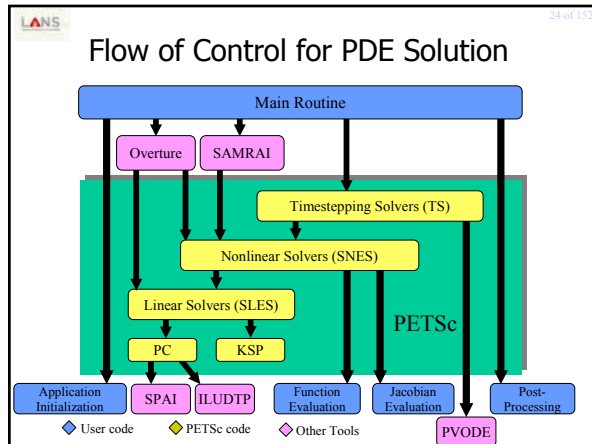 LANS
24 of 152
Flow of Control for PDE Solution
Main Routine
Overture
SAMRAI
Timestepping Solvers (TS)
Nonlinear Solvers (SNES)
Linear Solvers (SLES)
PETSc
PC
KSP
Application
Initialization
SPAI
ILUDTP
Function
Evaluation
Jacobian
Evaluation
Post-
Processing
PVODE
User code
PETSc code
Other Tools